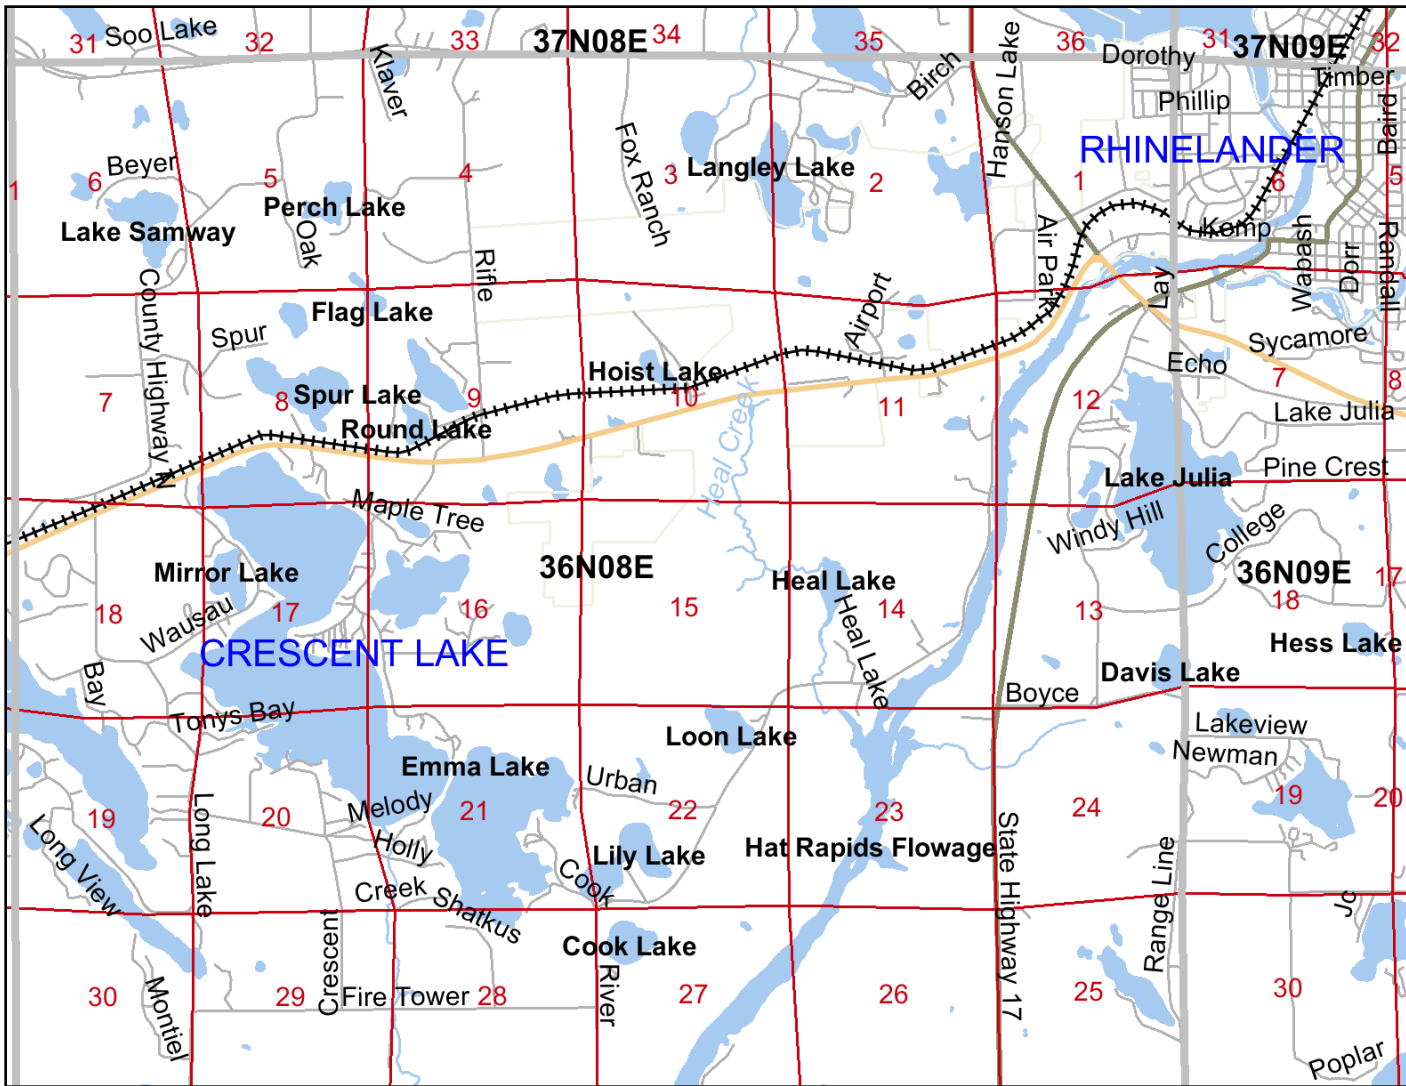 31
Soo Lake
32
33
37N08E
34
35
36
31
37N09E
32
Klaver
Birch
Hanson Lake
Dorothy
Timber
Phillip
Baird
RHINELANDER
Beyer
1
6
5
4
Fox Ranch
3
Langley Lake
2
1
6
5
Perch Lake
Lake Samway
Oak
Rifle
Air Park
Kemp
Wabash
Dorr
Randall
County Highway N
Flag Lake
Airport
Lay
Spur
Sycamore
Echo
Hoist Lake
7
8
Spur Lake
9
10
11
12
7
8
Round Lake
Lake Julia
Heal Creek
Lake Julia
Pine Crest
Maple Tree
Windy Hill
College
Mirror Lake
36N08E
Heal Lake
36N09E
17
18
Wausau
17
16
15
14
Heal Lake
13
18
CRESCENT LAKE
Hess Lake
Bay
Davis Lake
Boyce
Tonys Bay
Loon Lake
Lakeview
Newman
Emma Lake
Urban
19
Long Lake
20
Melody
21
22
23
24
19
20
Long View
Holly
Lily Lake
Hat Rapids Flowage
State Highway 17
Range Line
Creek
Shatkus
Cook
Jc
Crescent
Cook Lake
30
Montiel
29
Fire Tower
28
River
27
26
25
30
Poplar